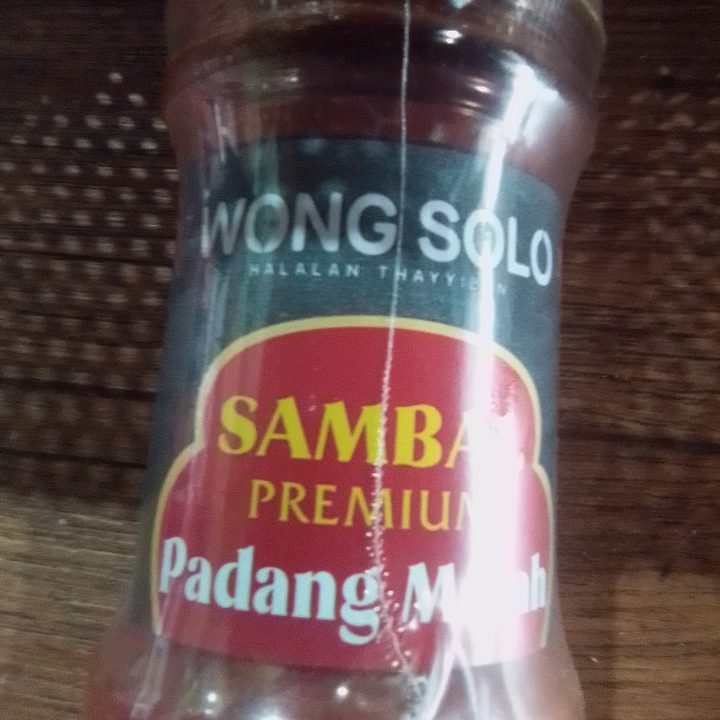 WONG SOLO
HALALAN THAYYIBAN
SAMBAL
PREMIUM
Padang Merah